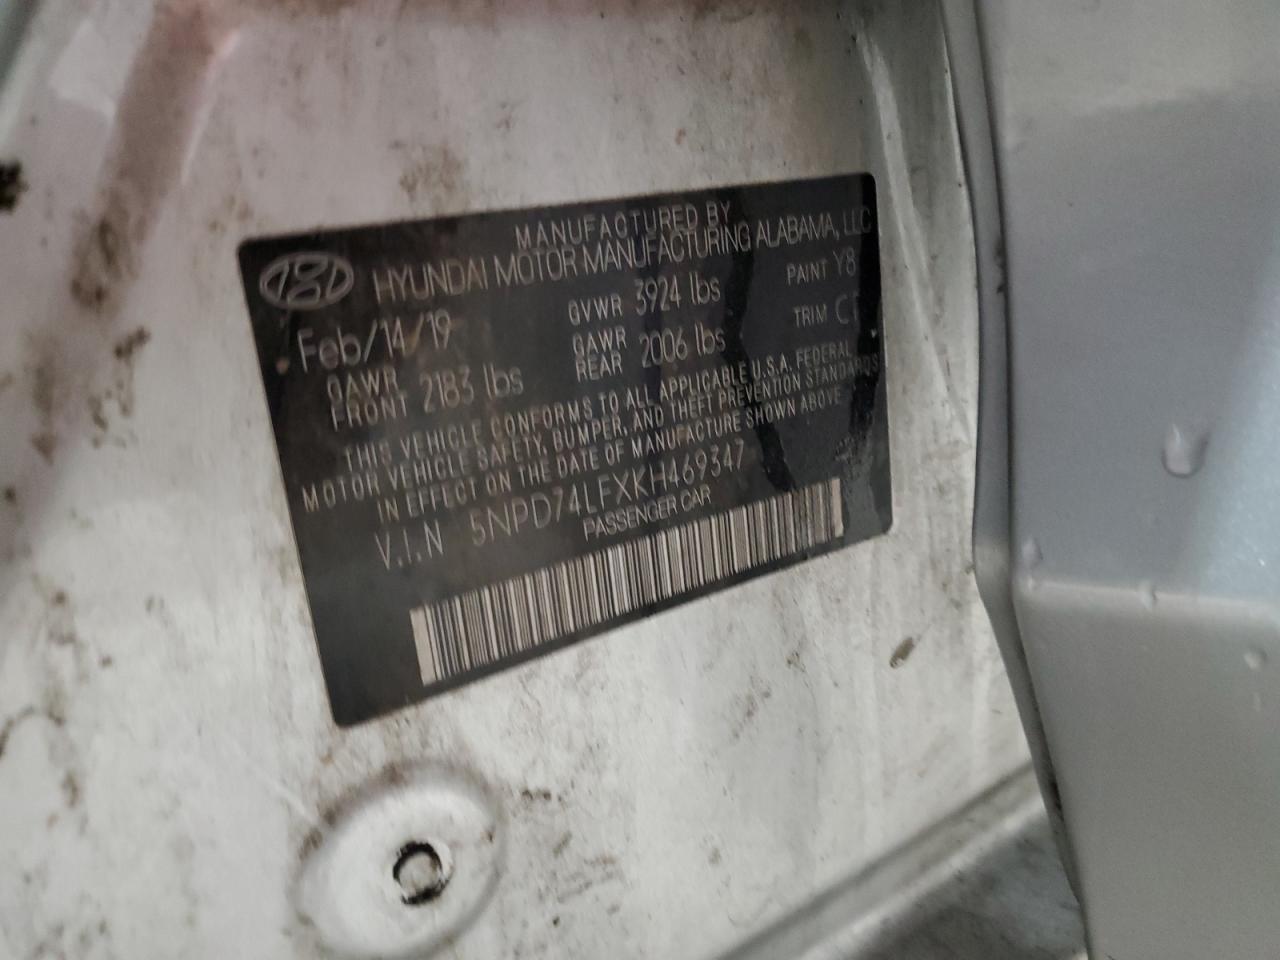 MANUFACTURED BY
HYUNDAI MOTOR MANUFACTURING ALABAMA, LLC
Feb/14/19 GVWR 3924 lbs PAINT Y8
GAWR FRONT 2183 lbs GAWR REAR 2006 lbs TRIM
THIS VEHICLE CONFORMS TO ALL APPLICABLE U.S.A. FEDERAL
MOTOR VEHICLE SAFETY, BUMPER, AND THEFT PREVENTION STANDARDS
IN EFFECT ON THE DATE OF MANUFACTURE SHOWN ABOVE
V.I.N 5NPD74LFXKH469347
PASSENGER CAR